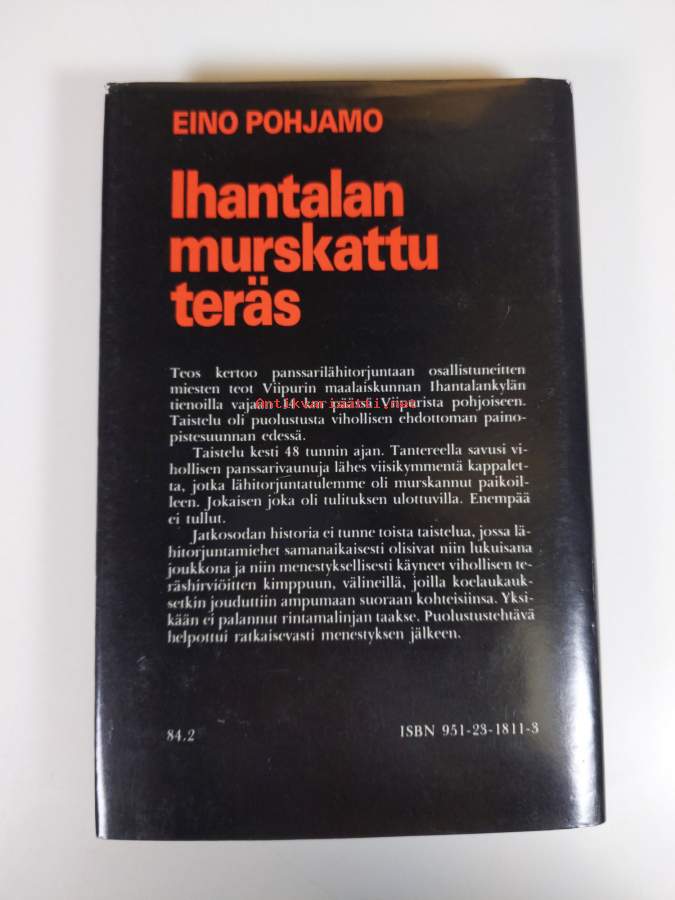 EINO POHJAMO
Ihantalan
murskattu
teräs
Teos kertoo panssarilähitorjuntaan osallistuneitten
miesten teot Viipurin maalaiskunnan Ihantalankylän
tienoilla vajaan 14 km päässä Viipurista pohjoiseen.
Antikvariaatti.net
Taistelu oli puolustusta vihollisen ehdottoman paino-
pistesuunnan edessä.
Taistelu kesti 48 tunnin ajan. Tantereella savusi vi-
hollisen panssarivaunuja lähes viisikymmentä kappalet-
ta, jotka lähitorjuntatulemme oli murskannut paikoil-
leen. Jokaisen joka oli tulituksen ulottuvilla. Enempää
ei tullut.
Jatkosodan historia ei tunne toista taistelua, jossa lä-
hitorjuntamiehet samanaikaisesti olisivat niin lukuisana
joukkona ja niin menestyksellisesti käyneet vihollisen te-
räshirviöitten kimppuun, välineillä, joilla koelaukauk-
setkin jouduttiin ampumaan suoraan kohteisiinsa. Yksi-
kään ei palannut rintamalinjan taakse. Puolustustehtävä
helpottui ratkaisevasti menestyksen jälkeen.
84.2
ISBN 951-23-1811-3